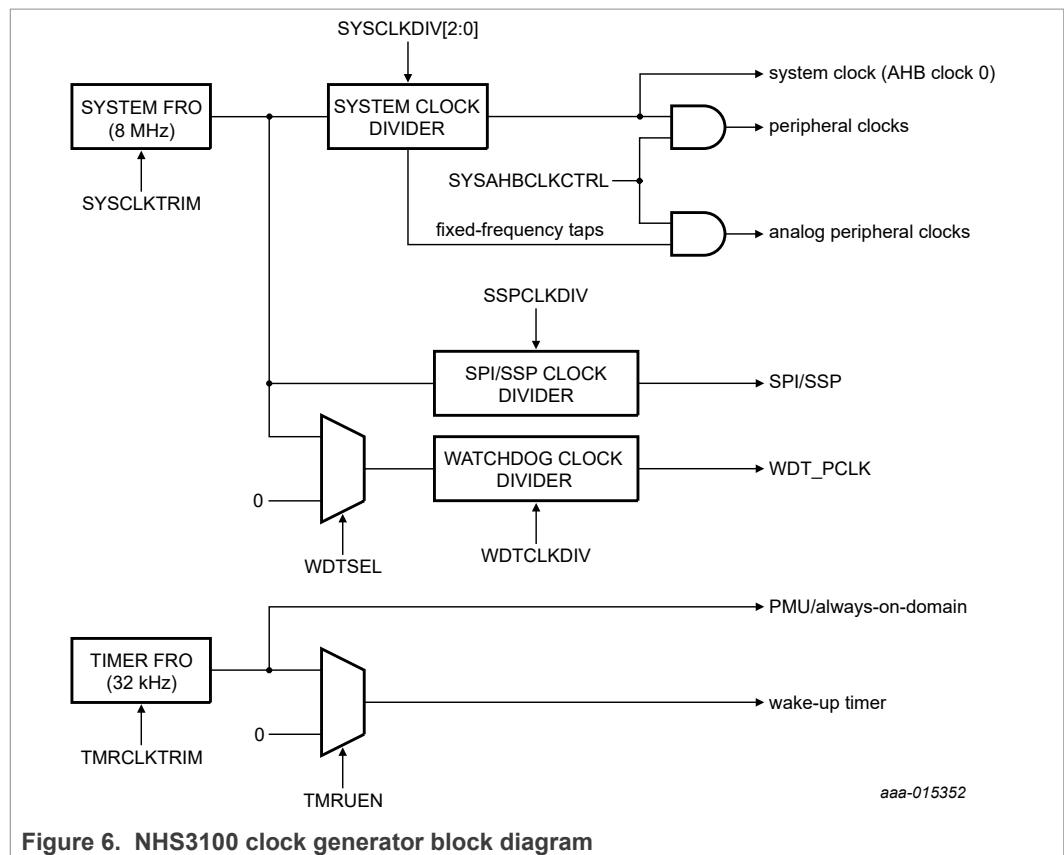 SYSCLKDIV[2:0]
SYSTEM FRO
(8 MHz)
SYSTEM CLOCK
DIVIDER
system clock (AHB clock 0)
peripheral clocks
SYSCLKTRIM
SYSAHBCLKCTRL
fixed-frequency taps
analog peripheral clocks
SSPCLKDIV
SPI/SSP CLOCK
DIVIDER
SPI/SSP
WATCHDOG CLOCK
DIVIDER
WDT_PCLK
0
WDTSEL
WDTCLKDIV
PMU/always-on-domain
TIMER FRO
(32 kHz)
wake-up timer
0
TMRCLKTRIM
TMRUEN
aaa-015352
Figure 6. NHS3100 clock generator block diagram